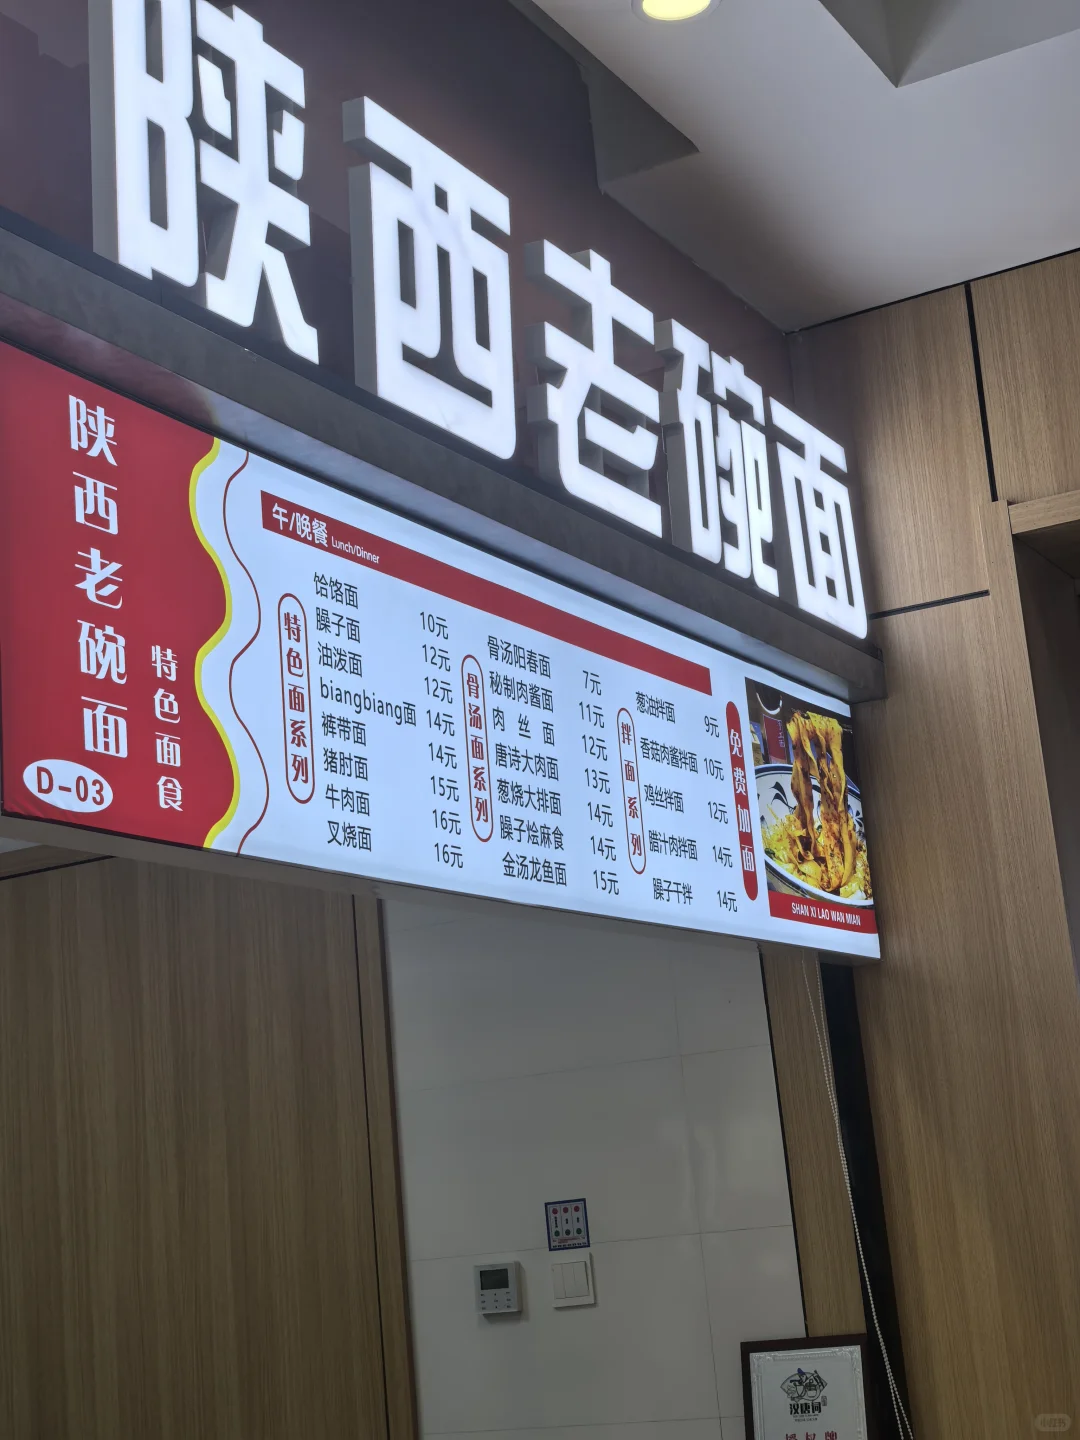 陕西老碗面
陕西老碗面
特色面食
D-03
午/晚餐 Lunch/Dinner
特色面系列
饸饹面 10元
臊子面 12元
油泼面 12元
biangbiang面 14元
裤带面 14元
猪肘面 15元
牛肉面 16元
叉烧面 16元
骨汤面系列
骨汤阳春面 7元
秘制肉酱面 11元
肉丝面 12元
唐诗大肉面 13元
葱烧大排面 14元
臊子烩麻食 14元
金汤龙鱼面 15元
拌面系列
葱油拌面 9元
香菇肉酱拌面 10元
鸡丝拌面 12元
腊汁肉拌面 14元
臊子干拌 14元
免费加面
SHAN XI LAO WAN MIAN
汉唐同
授权牌
小红书